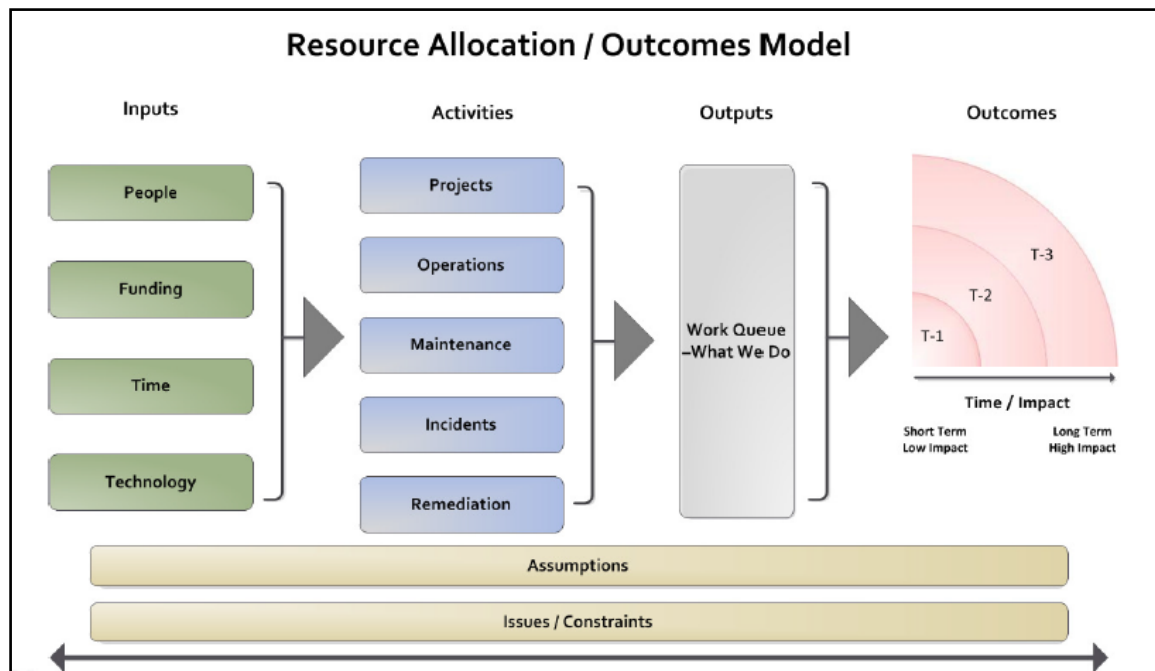 Resource Allocation / Outcomes Model
Inputs
Activities
Outputs
Outcomes
People
Funding
Time
Technology
Projects
Operations
Maintenance
Incidents
Remediation
Work Queue
–What We Do
T-1
T-2
T-3
Time / Impact
Short Term
Low Impact
Long Term
High Impact
Assumptions
Issues / Constraints